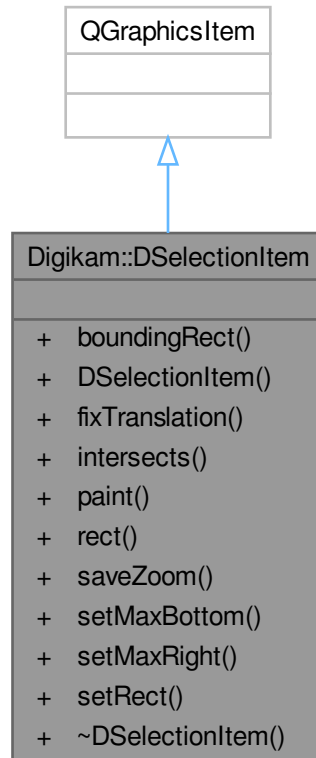 QGraphicsItem
Digikam::DSelectionItem
+ boundingRect()
+ DSelectionItem()
+ fixTranslation()
+ intersects()
+ paint()
+ rect()
+ saveZoom()
+ setMaxBottom()
+ setMaxRight()
+ setRect()
+ ~DSelectionItem()